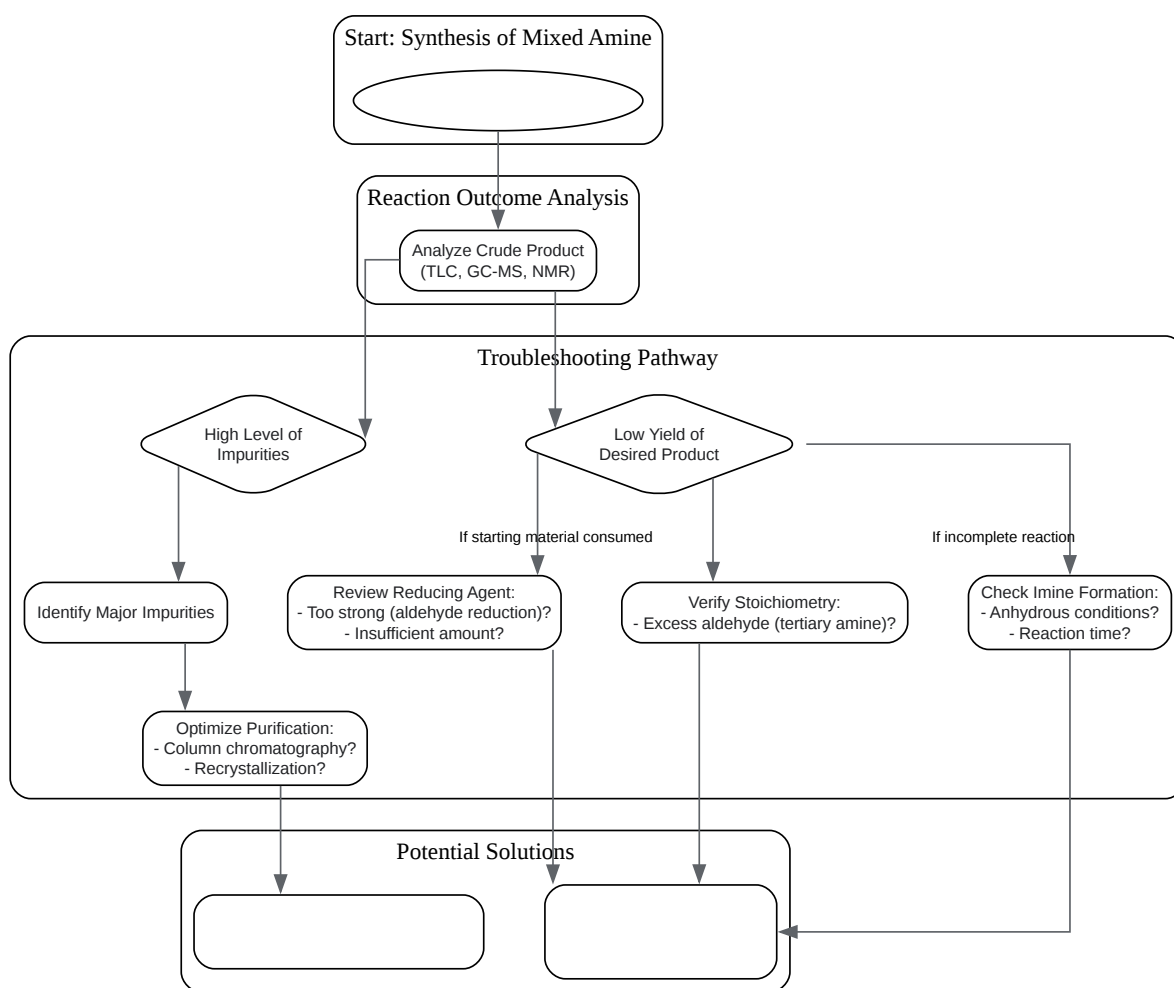 Start: Synthesis of Mixed Amine
Reaction Outcome Analysis
Analyze Crude Product
(TLC, GC-MS, NMR)
Troubleshooting Pathway
High Level of
Impurities
Low Yield of
Desired Product
If starting material consumed
If incomplete reaction
Identify Major Impurities
Review Reducing Agent:
- Too strong (aldehyde reduction)?
- Insufficient amount?
Verify Stoichiometry:
- Excess aldehyde (tertiary amine)?
Check Imine Formation:
- Anhydrous conditions?
- Reaction time?
Optimize Purification:
- Column chromatography?
- Recrystallization?
Potential Solutions